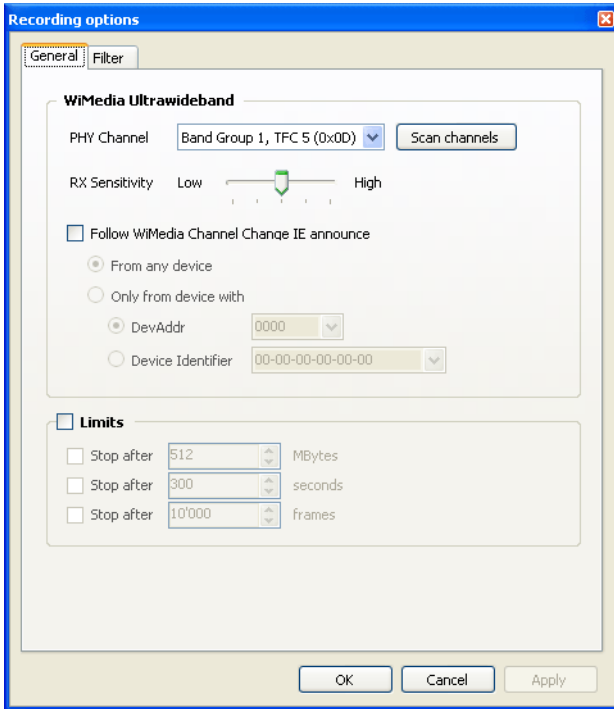 Recording options
General Filter
WiMedia Ultrawideband
PHY Channel Band Group 1, TFC 5 (0x0D) Scan channels
RX Sensitivity Low High
Follow WiMedia Channel Change IE announce
From any device
Only from device with
DevAddr 0000
Device Identifier 00-00-00-00-00-00
Limits
Stop after 512 MBytes
Stop after 300 seconds
Stop after 10'000 frames
OK Cancel Apply